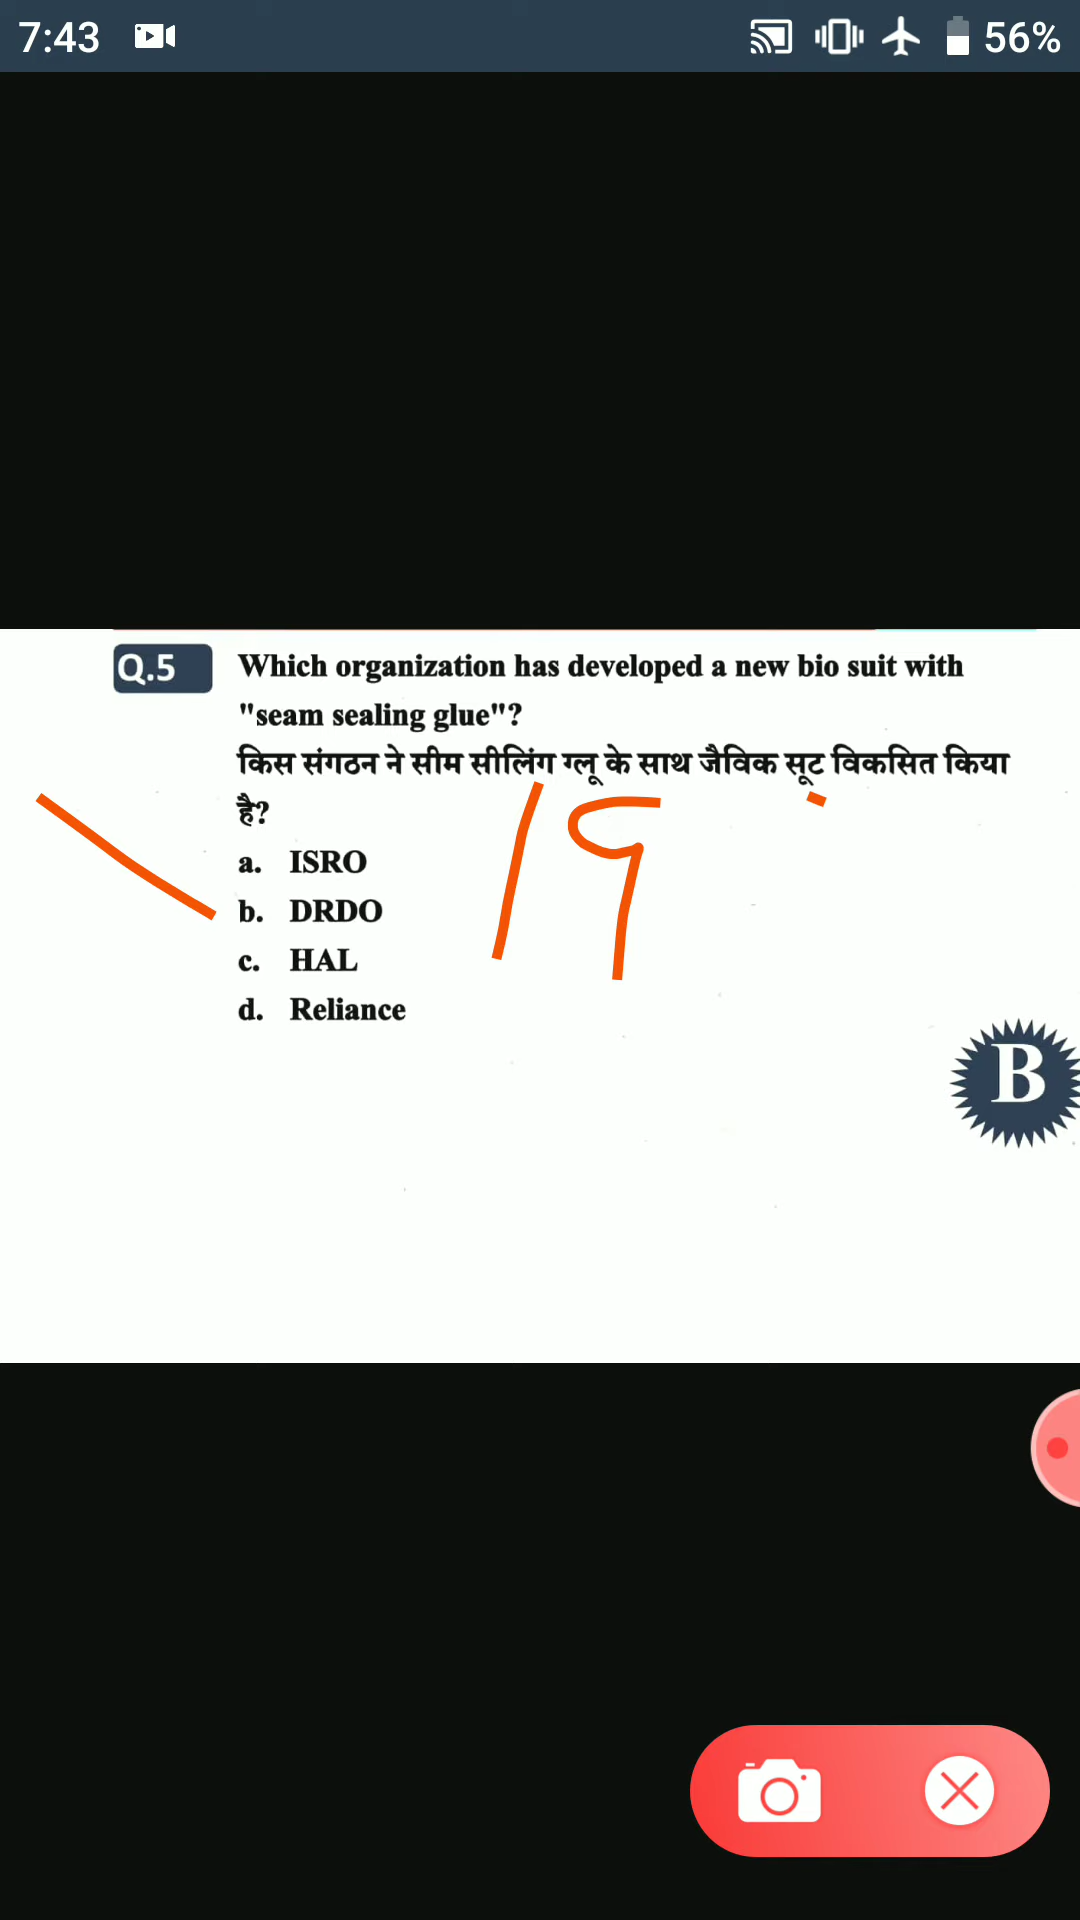 7:43 56%
Q.5 Which organization has developed a new bio suit with
"seam sealing glue"?
किस संगठन ने सीम सीलिंग ग्लू के साथ जैविक सूट विकसित किया
है?
19
a. ISRO
b. DRDO
c. HAL
d. Reliance
B